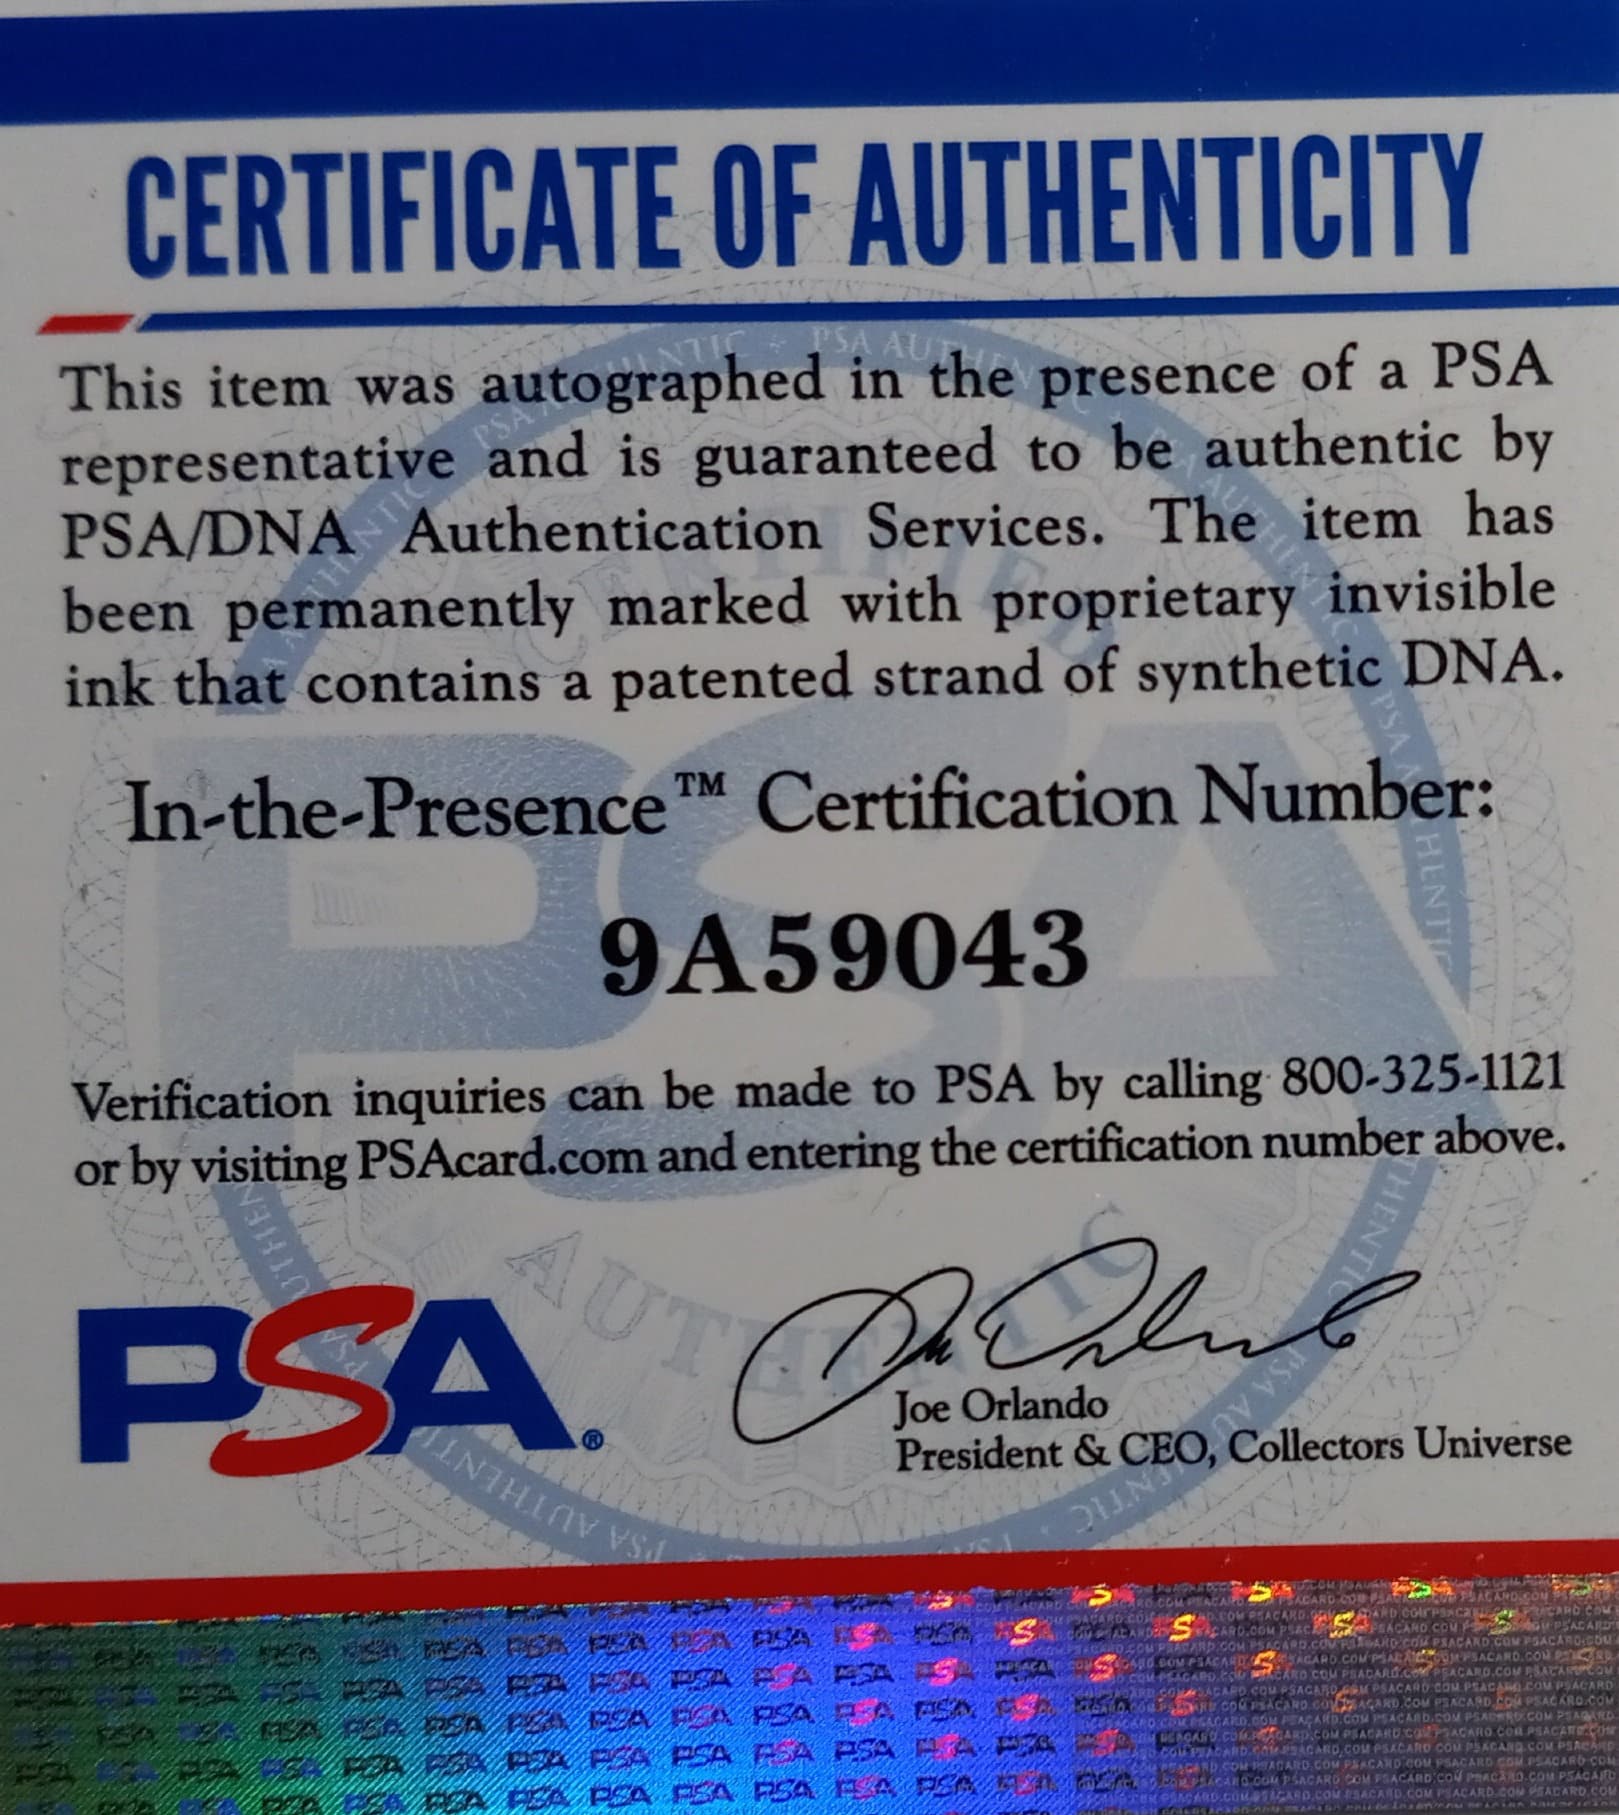 CERTIFICATE OF AUTHENTICITY
This item was autographed in the presence of a PSA
representative and is guaranteed to be authentic by
PSA/DNA Authentication Services. The item has
been permanently marked with proprietary invisible
ink that contains a patented strand of synthetic DNA.
In-the-Presence™ Certification Number:
9A59043
Verification inquiries can be made to PSA by calling 800-325-1121
or by visiting PSAcard.com and entering the certification number above.
PSA®
Joe Orlando
President & CEO, Collectors Universe